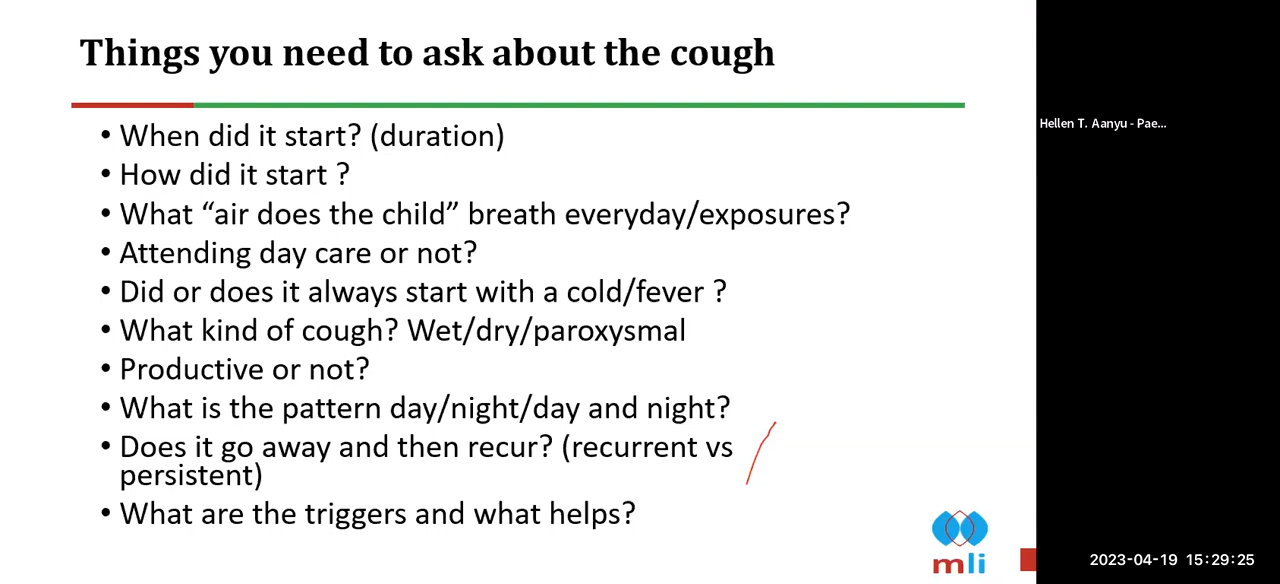 Things you need to ask about the cough
• When did it start? (duration)
• How did it start ?
• What “air does the child” breath everyday/exposures?
• Attending day care or not?
• Did or does it always start with a cold/fever ?
• What kind of cough? Wet/dry/paroxysmal
• Productive or not?
• What is the pattern day/night/day and night?
• Does it go away and then recur? (recurrent vs
persistent)
• What are the triggers and what helps?
mli
Hellen T. Aanyu - Pae...
2023-04-19 15:29:25